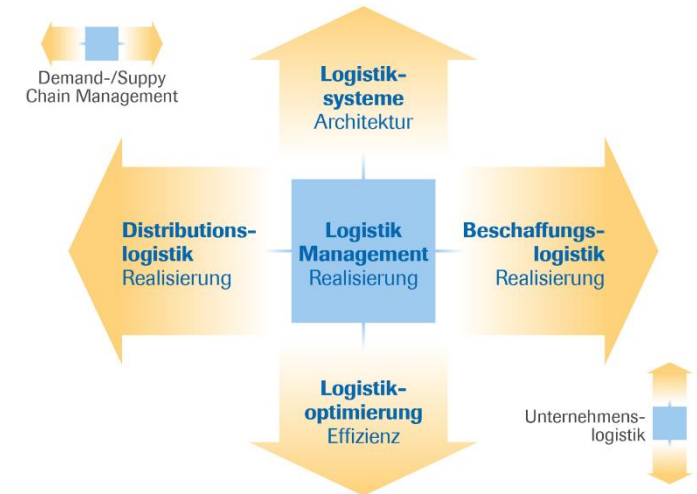 Demand-/Suppy
Chain Management
Logistik-
systeme
Architektur
Distributions-
logistik
Realisierung
Logistik
Management
Realisierung
Beschaffungs-
logistik
Realisierung
Logistik-
optimierung
Effizienz
Unternehmens-
logistik